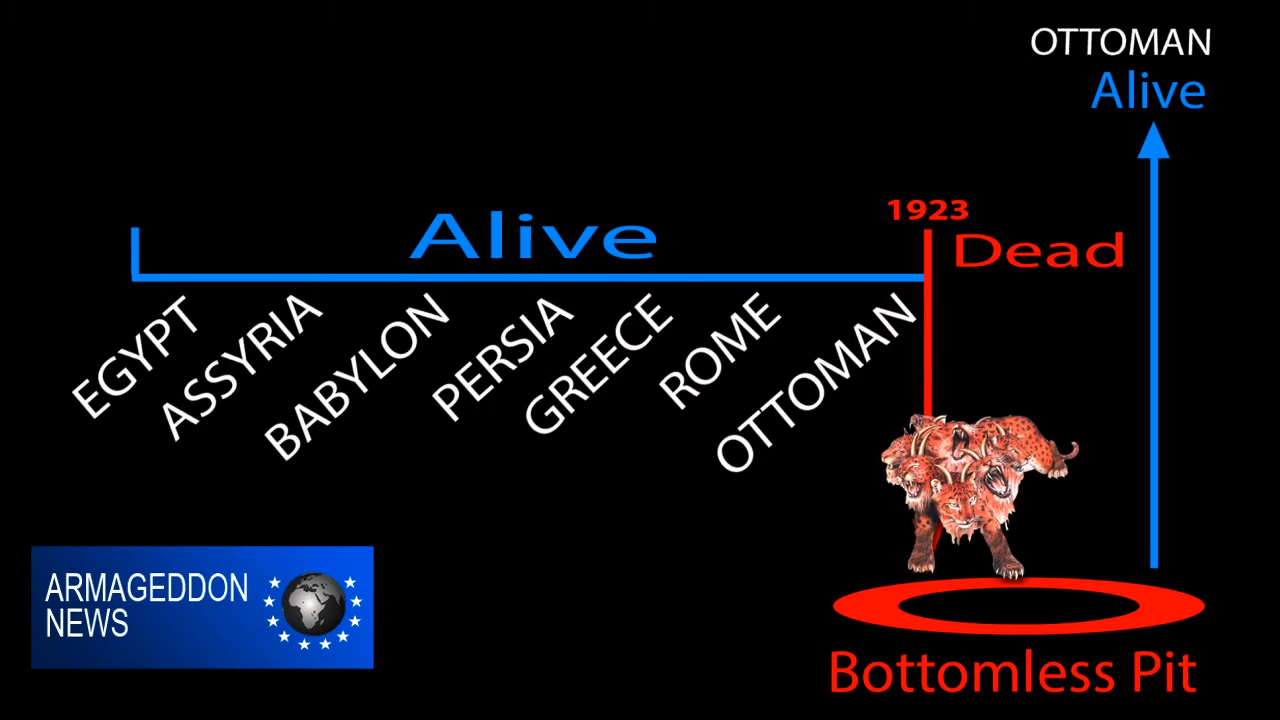 OTTOMAN
Alive
1923
Alive
Dead
EGYPT
ASSYRIA
BABYLON
PERSIA
GREECE
ROME
OTTOMAN
ARMAGEDDON
NEWS
Bottomless Pit